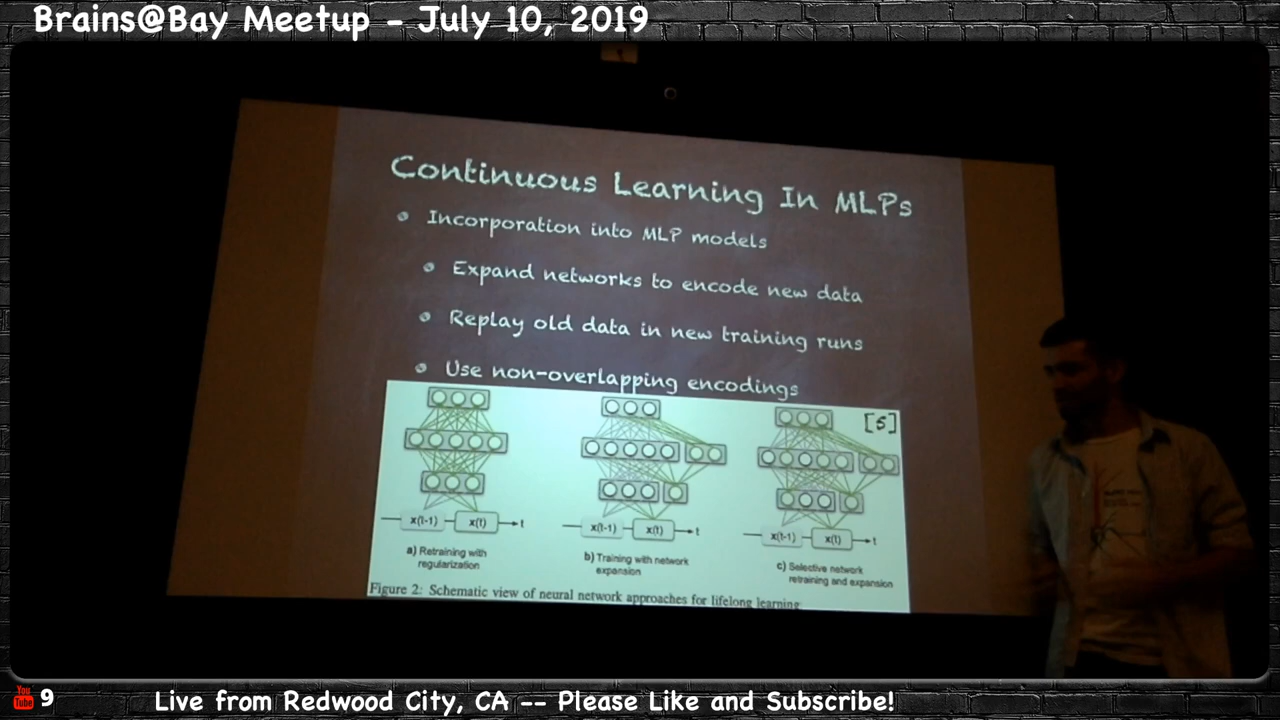 Brains@Bay Meetup - July 10, 2019
Continuous Learning In MLPs
Incorporation into MLP models
Expand networks to encode new data
Replay old data in new training runs
Use non-overlapping encodings
[5]
x(t-1) x(t) t
x(t-1) x(t) t
x(t-1) x(t) t
a) Retraining with
regularization
b) Training with network
expansion
c) Selective network
retraining and expansion
Figure 2: Schematic view of neural network approaches for lifelong learning
You
Tube
9
Live from Redwood City, CA -- Please Like and Subscribe!